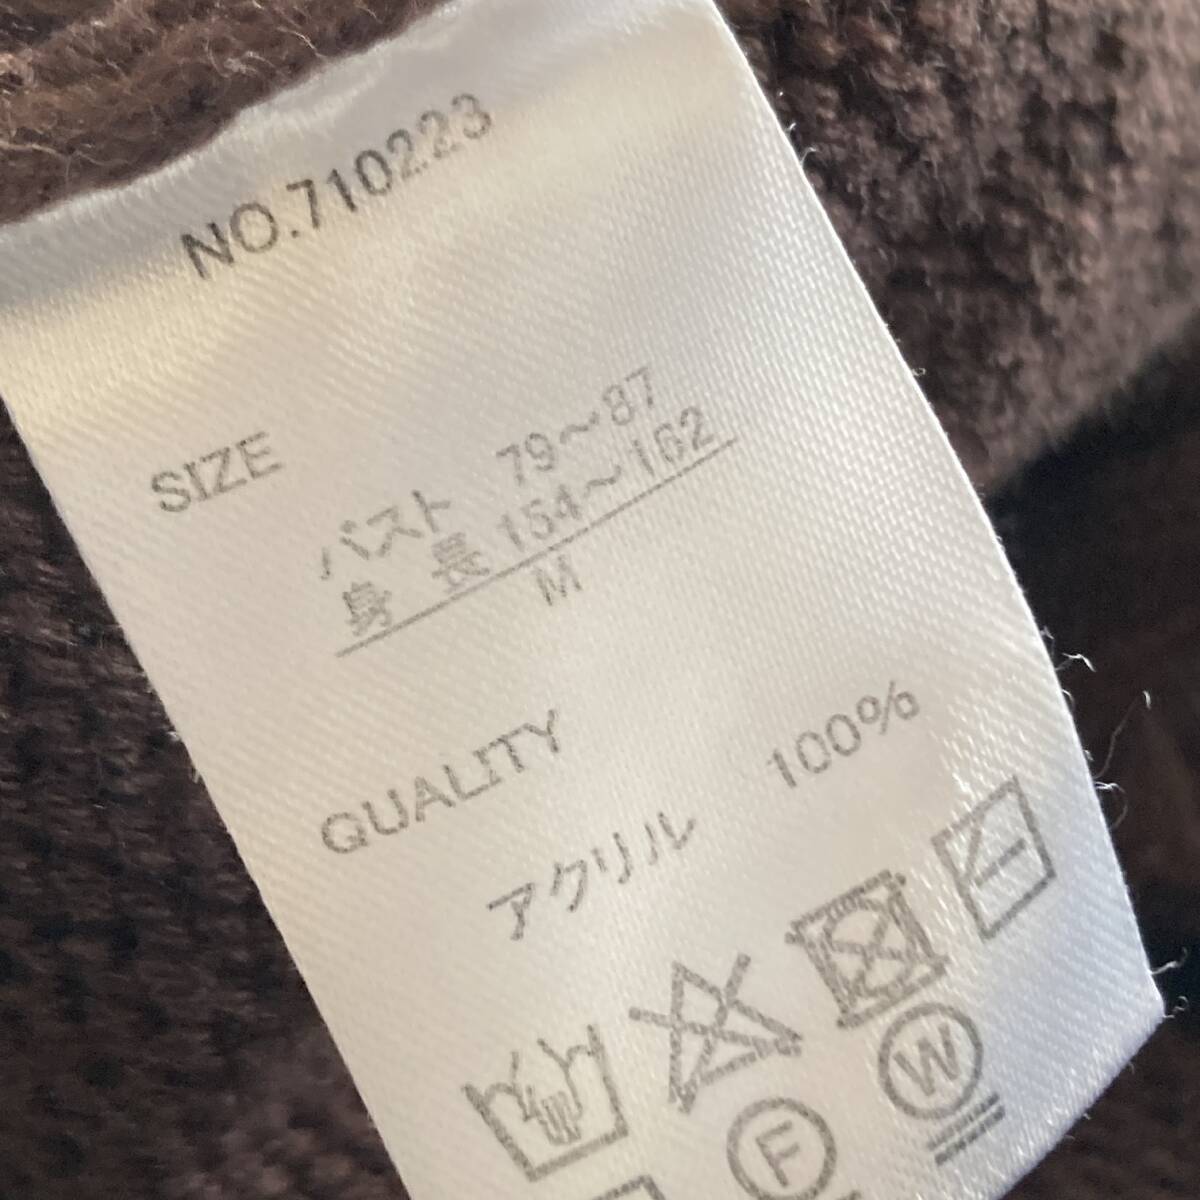 NO.710223
SIZE
バスト 79〜87
身長 154〜162
M
QUALITY
アクリル 100%
W
F